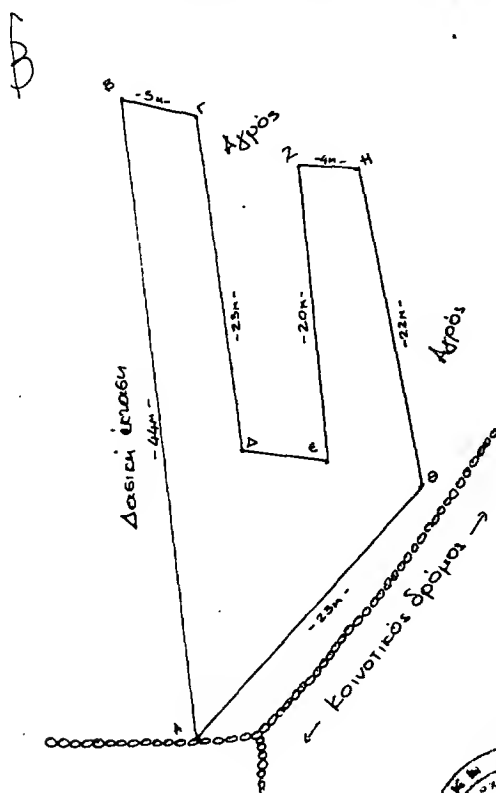 Β
Β
-5μ-
Γ
Αγρός
Ζ
-4μ-
Η
-23μ-
-20μ-
-22μ-
Αγρός
Δασική έκταση
-44μ-
Δ
Ε
Θ
-23μ-
← Κοινοτικός δρόμος →